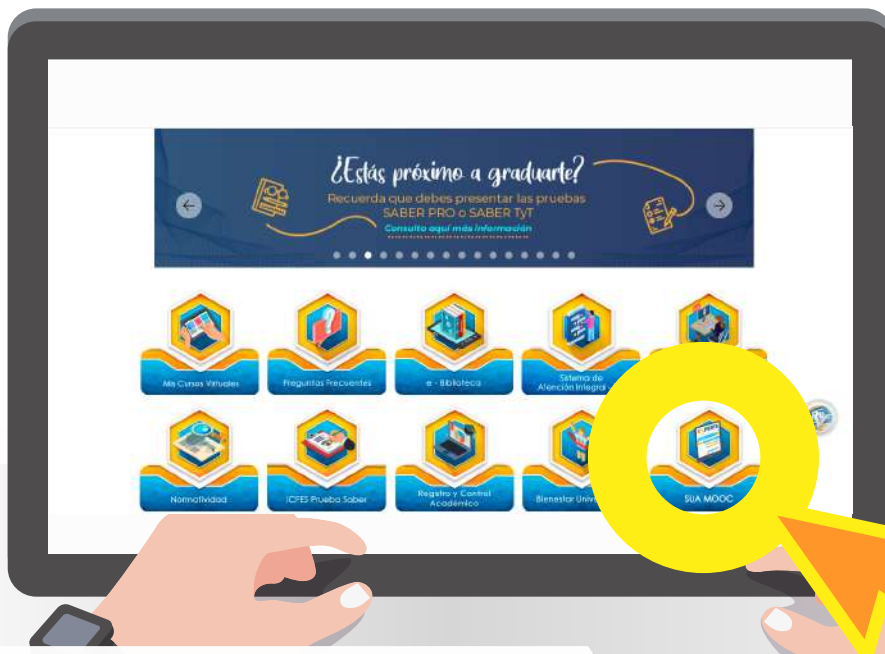 ¿Estás próximo a graduarte?
Recuerda que debes presentar las pruebas
SABER PRO o SABER TyT
Consulta aquí más información
Mis Cursos Virtuales
Preguntas Frecuentes
e - Biblioteca
Sistema de
Atención Integral -
Normatividad
ICFES Prueba Saber
Registro y Control
Académico
Bienestar
SUA MOOC